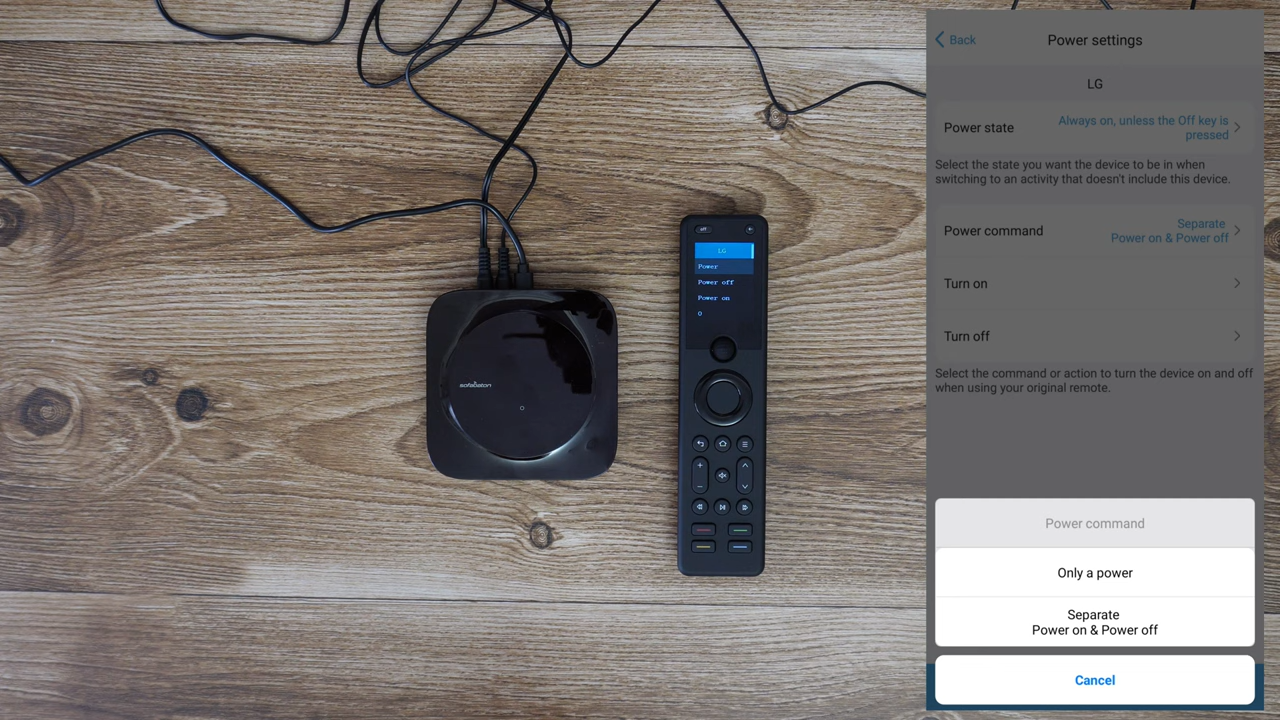 sofabaton
off
LG
Power
Power off
Power on
0
+
−
Back
Power settings
LG
Power state
Always on, unless the Off key is
pressed
Select the state you want the device to be in when
switching to an activity that doesn't include this device.
Power command
Separate
Power on & Power off
Turn on
Turn off
Select the command or action to turn the device on and off
when using your original remote.
Power command
Only a power
Separate
Power on & Power off
Cancel